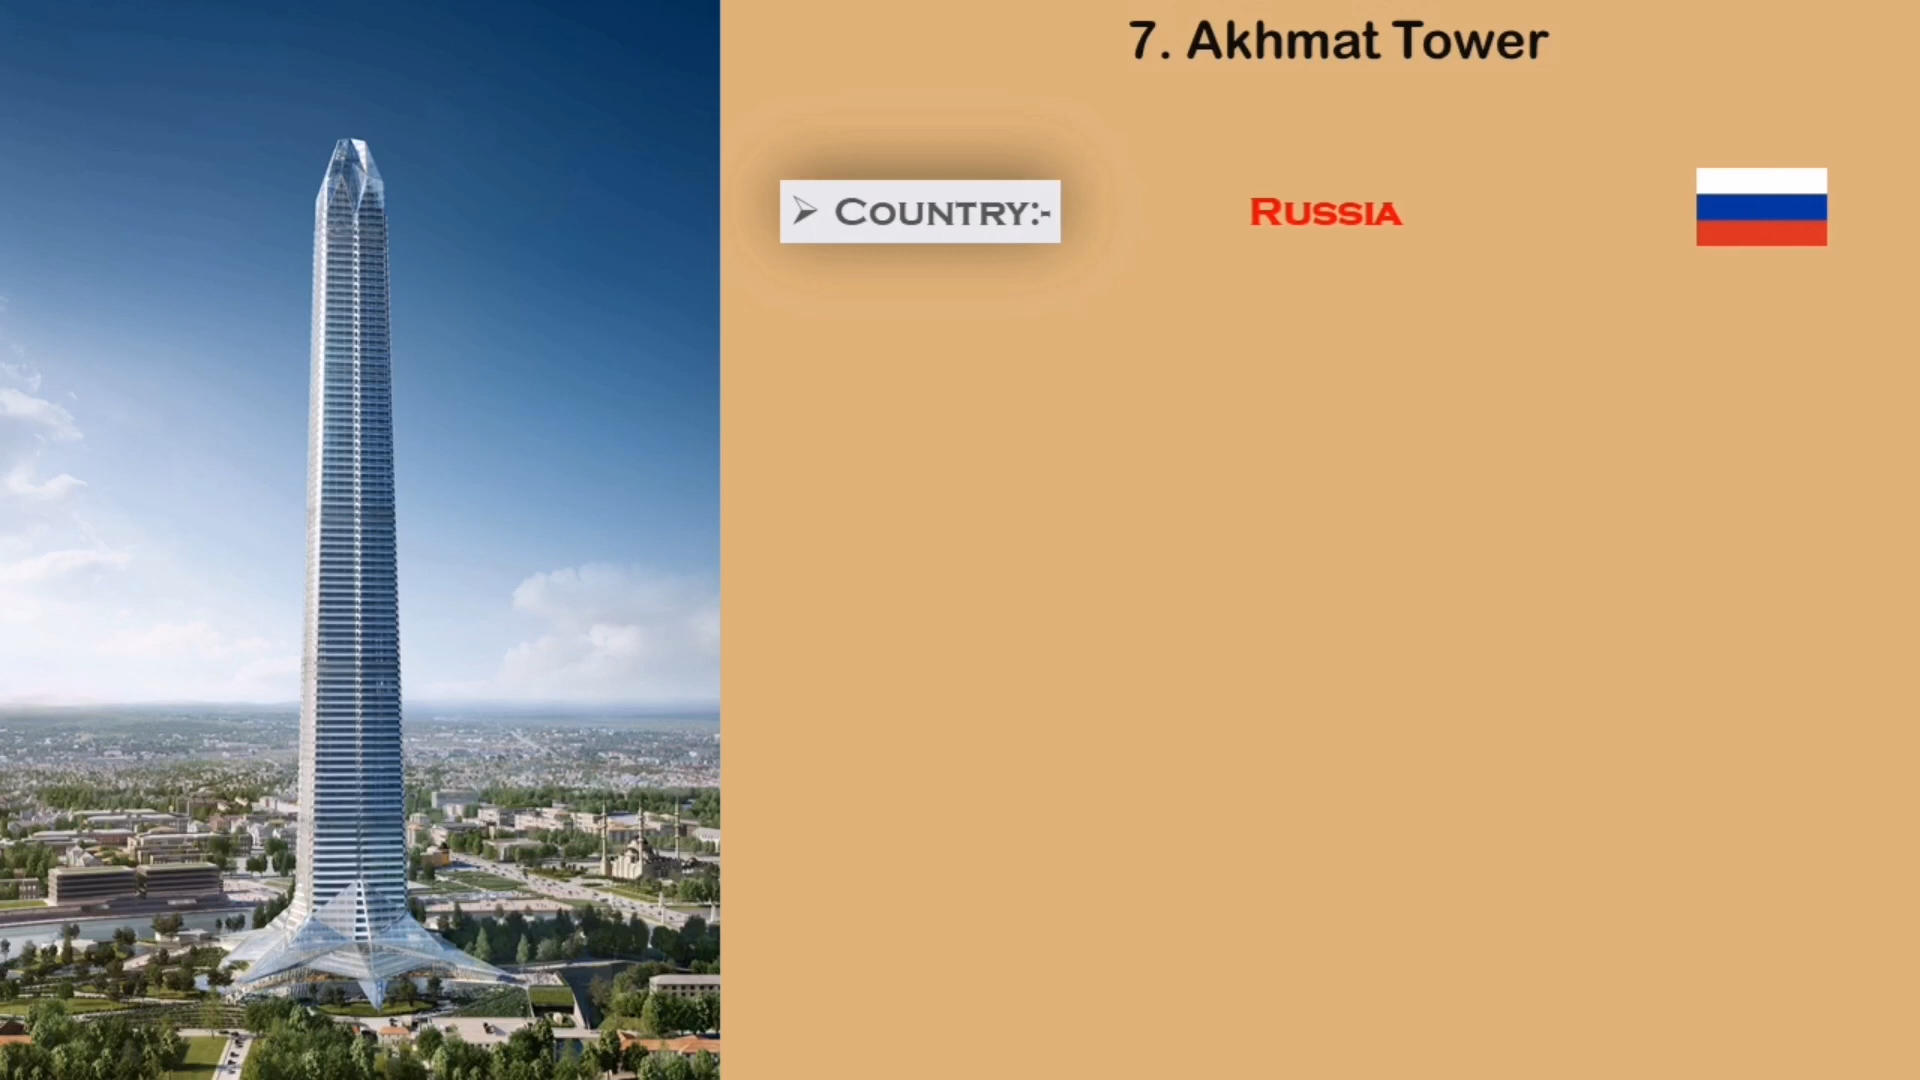 7. Akhmat Tower
➢ Country:-
Russia